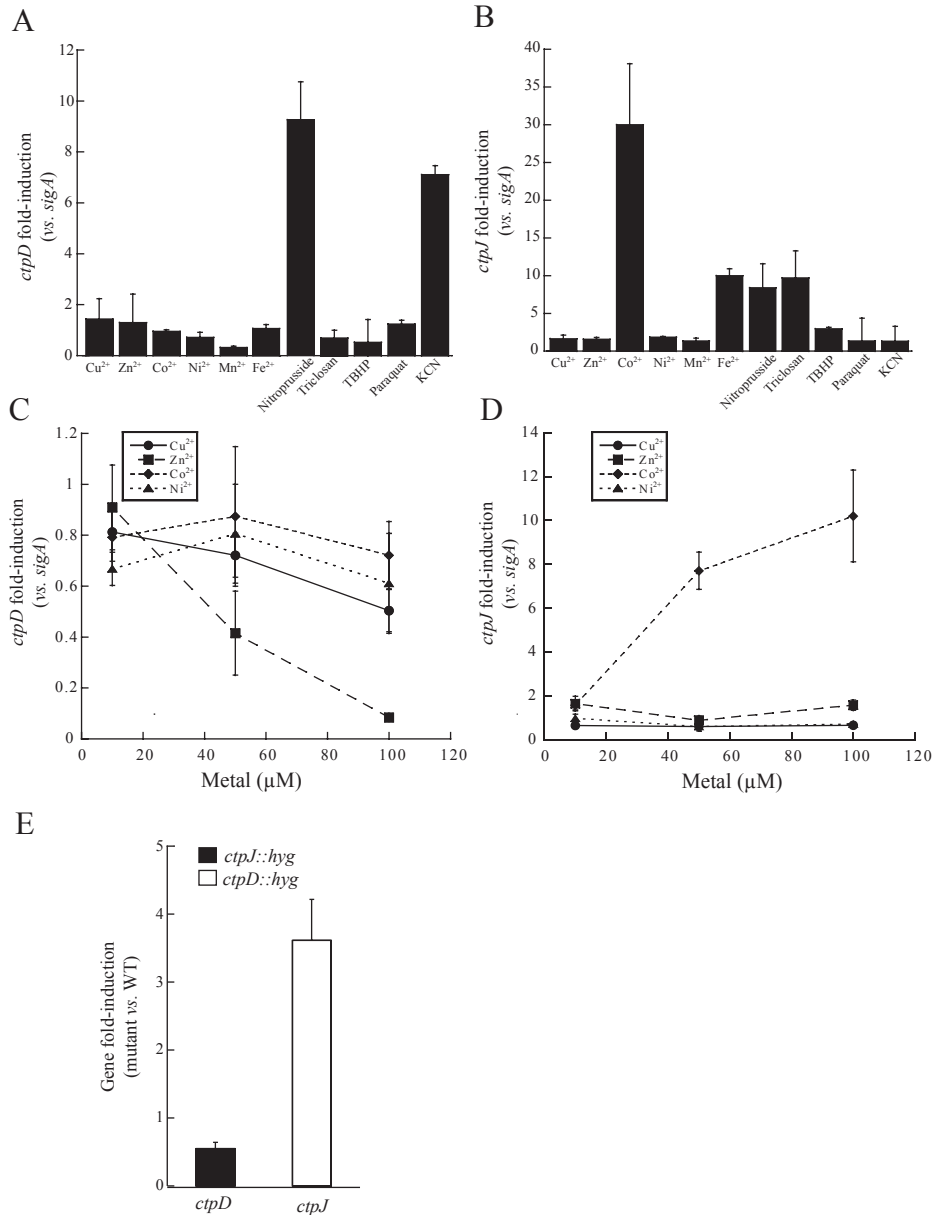 A
12
10
8
6
4
2
0
ctpD fold-induction
(vs. sigA)
Cu²⁺ Zn²⁺ Co²⁺ Ni²⁺ Mn²⁺ Fe²⁺ Nitroprusside Triclosan TBHP Paraquat KCN
B
40
35
30
25
20
15
10
5
0
ctpJ fold-induction
(vs. sigA)
Cu²⁺ Zn²⁺ Co²⁺ Ni²⁺ Mn²⁺ Fe²⁺ Nitroprusside Triclosan TBHP Paraquat KCN
C
1.2
1
0.8
0.6
0.4
0.2
0
ctpD fold-induction
(vs. sigA)
Cu²⁺
Zn²⁺
Co²⁺
Ni²⁺
0 20 40 60 80 100 120
Metal (µM)
D
14
12
10
8
6
4
2
0
ctpJ fold-induction
(vs. sigA)
Cu²⁺
Zn²⁺
Co²⁺
Ni²⁺
0 20 40 60 80 100 120
Metal (µM)
E
5
4
3
2
1
0
Gene fold-induction
(mutant vs. WT)
ctpJ::hyg
ctpD::hyg
ctpD ctpJ